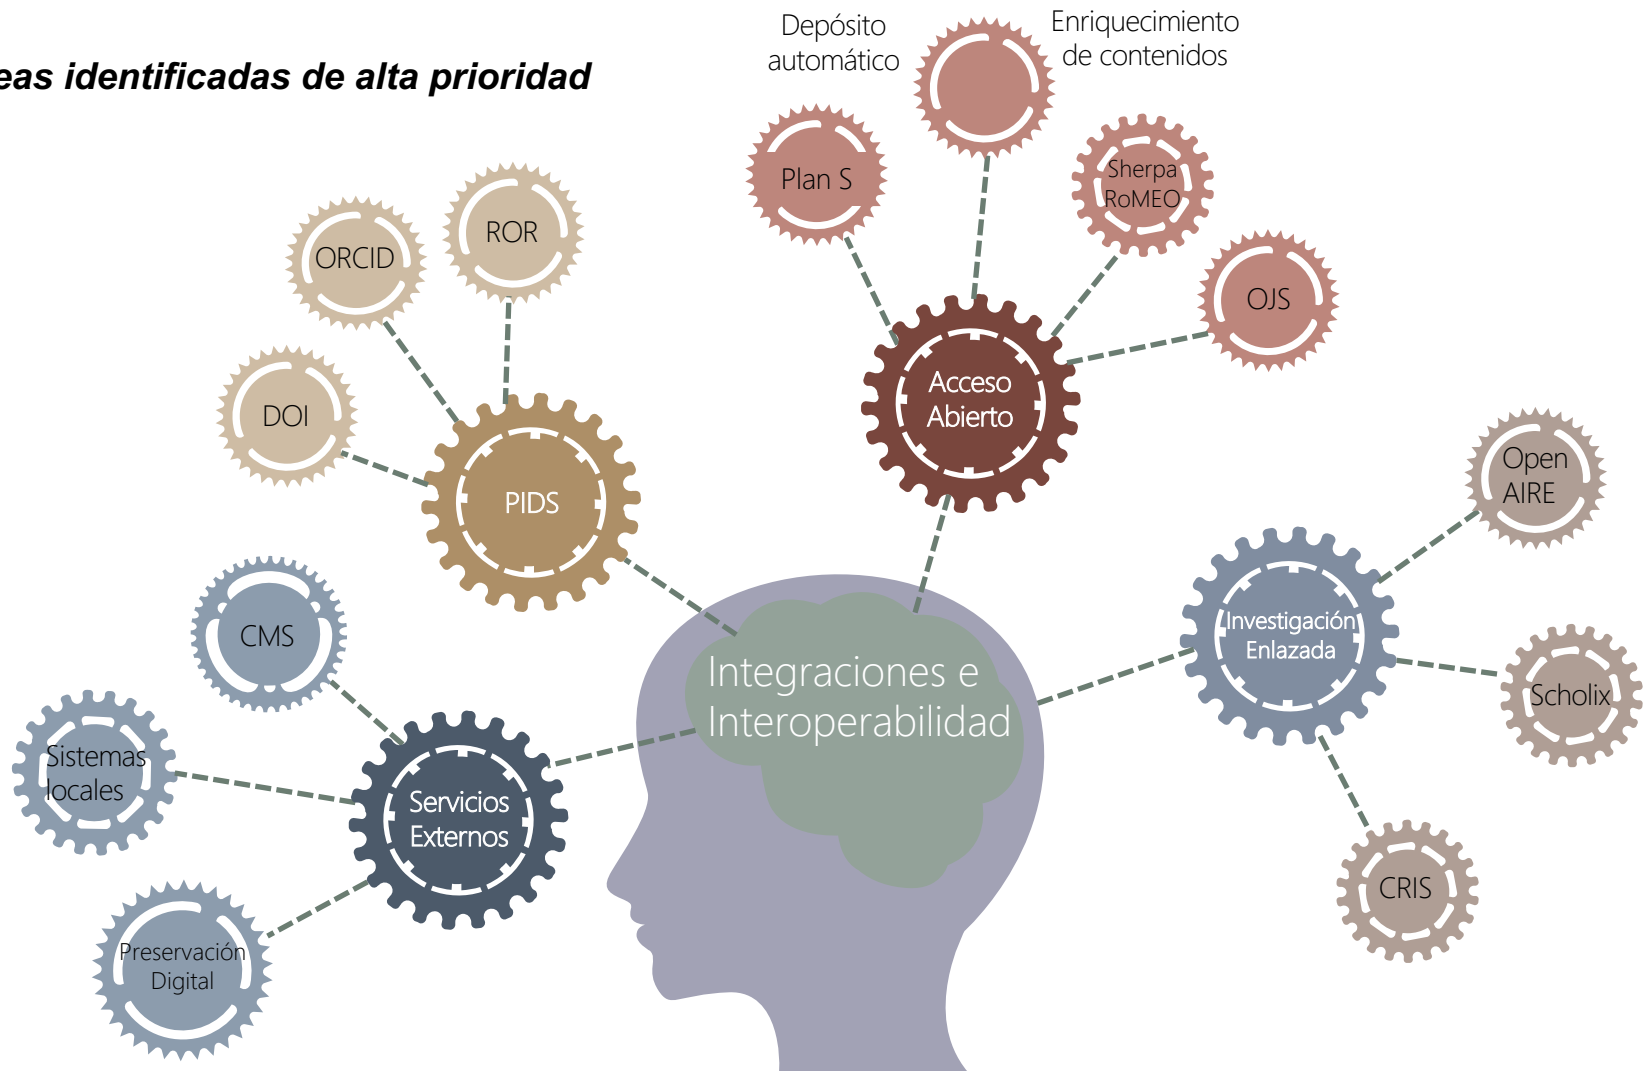 eas identificadas de alta prioridad
Depósito
automático
Enriquecimiento
de contenidos
Plan S
Sherpa
RoMEO
OJS
ROR
ORCID
DOI
PIDS
Acceso
Abierto
Open
AIRE
Investigación
Enlazada
Scholix
CRIS
CMS
Sistemas
locales
Servicios
Externos
Preservación
Digital
Integraciones e
Interoperabilidad